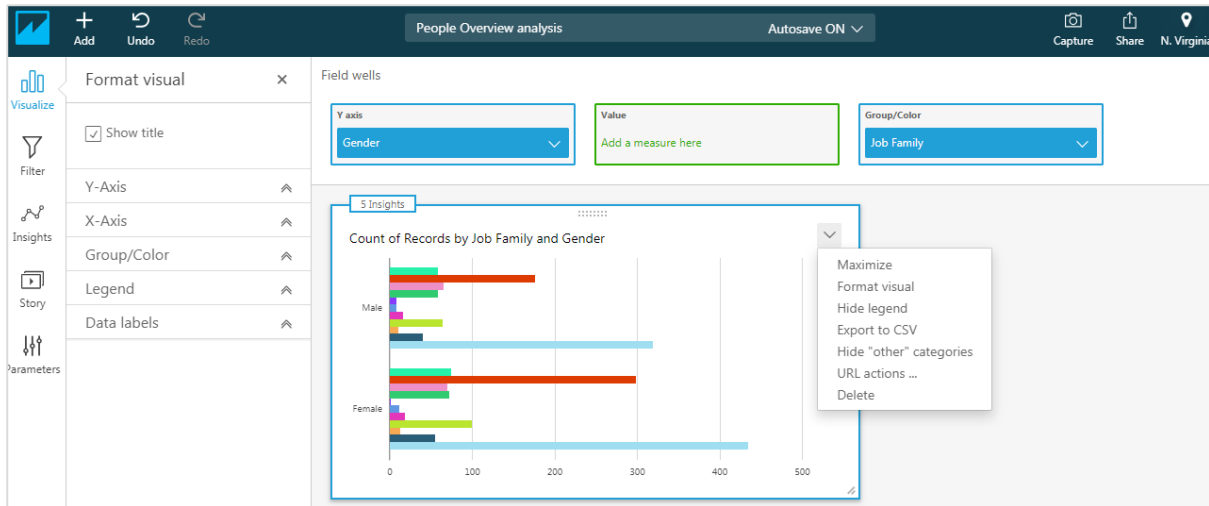 Add
Undo
Redo
People Overview analysis
Autosave ON
Capture
Share
N. Virginia
Visualize
Filter
Insights
Story
Parameters
Format visual
Show title
Y-Axis
X-Axis
Group/Color
Legend
Data labels
Field wells
Y axis
Gender
Value
Add a measure here
Group/Color
Job Family
5 Insights
Count of Records by Job Family and Gender
Male
Female
0 100 200 300 400 500
Maximize
Format visual
Hide legend
Export to CSV
Hide "other" categories
URL actions ...
Delete